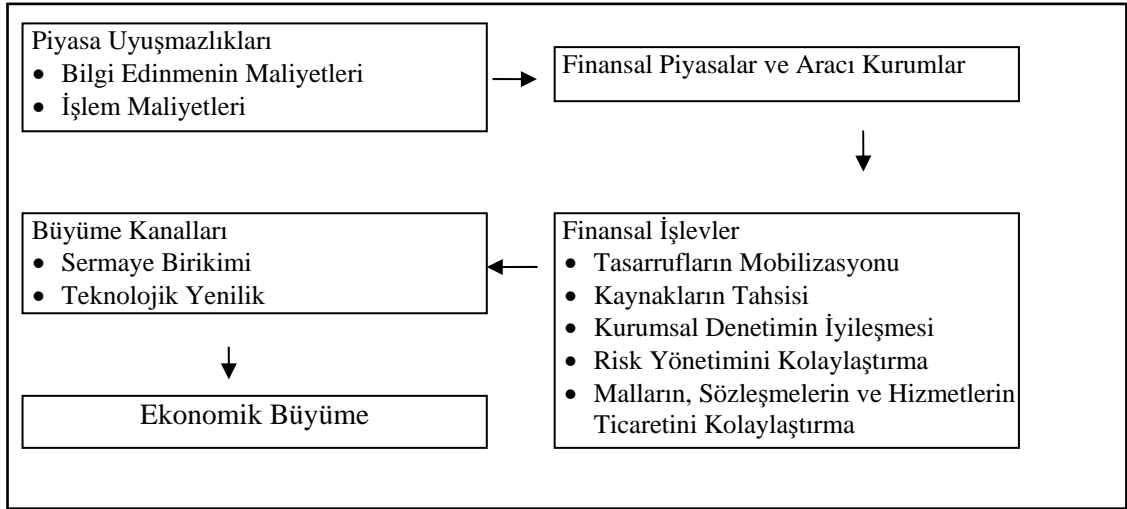 Piyasa Uyuşmazlıkları
• Bilgi Edinmenin Maliyetleri
• İşlem Maliyetleri
Finansal Piyasalar ve Aracı Kurumlar
Finansal İşlevler
• Tasarrufların Mobilizasyonu
• Kaynakların Tahsisi
• Kurumsal Denetimin İyileşmesi
• Risk Yönetimini Kolaylaştırma
• Malların, Sözleşmelerin ve Hizmetlerin
Ticaretini Kolaylaştırma
Büyüme Kanalları
• Sermaye Birikimi
• Teknolojik Yenilik
Ekonomik Büyüme